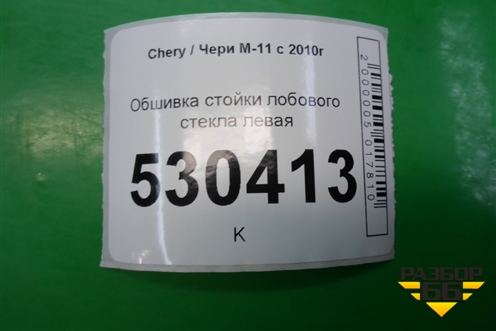 Chery / Чери М-11 с 2010г
Обшивка стойки лобового
стекла левая
530413
К
2000005017810
РАЗБОР
66